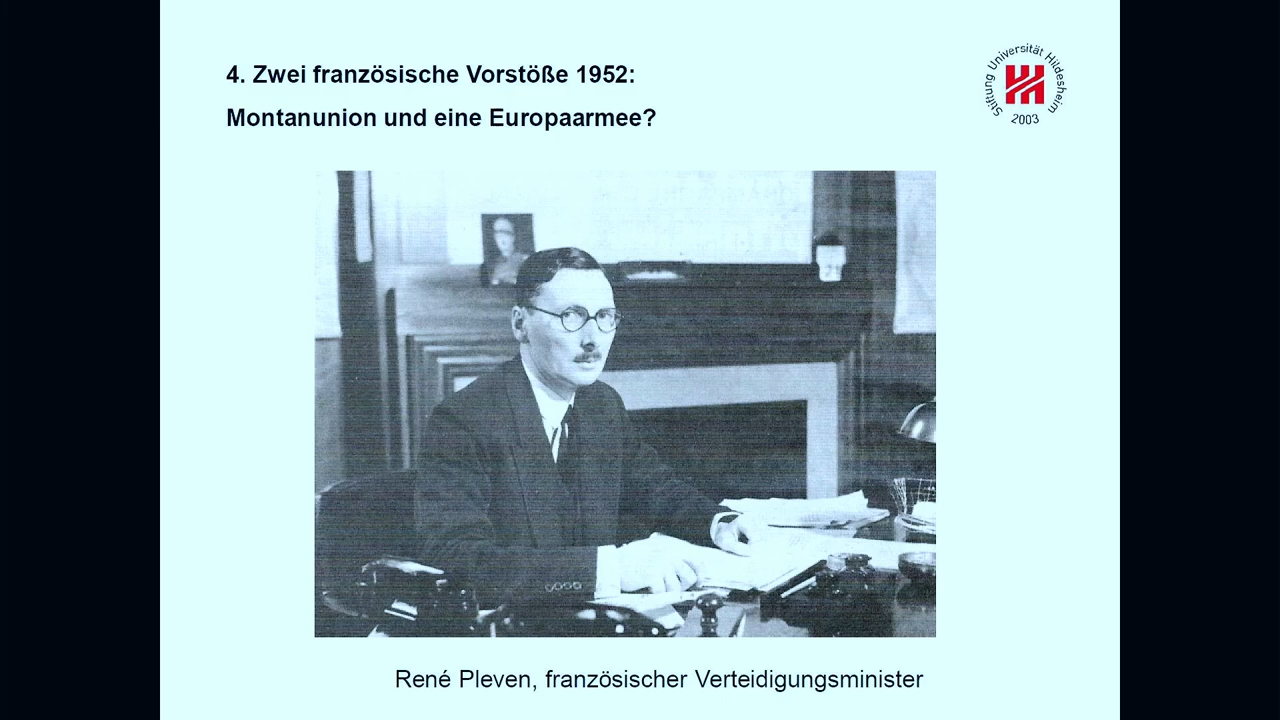 4. Zwei französische Vorstöße 1952:
Montanunion und eine Europaarmee?
Stiftung Universität Hildesheim
2003
René Pleven, französischer Verteidigungsminister